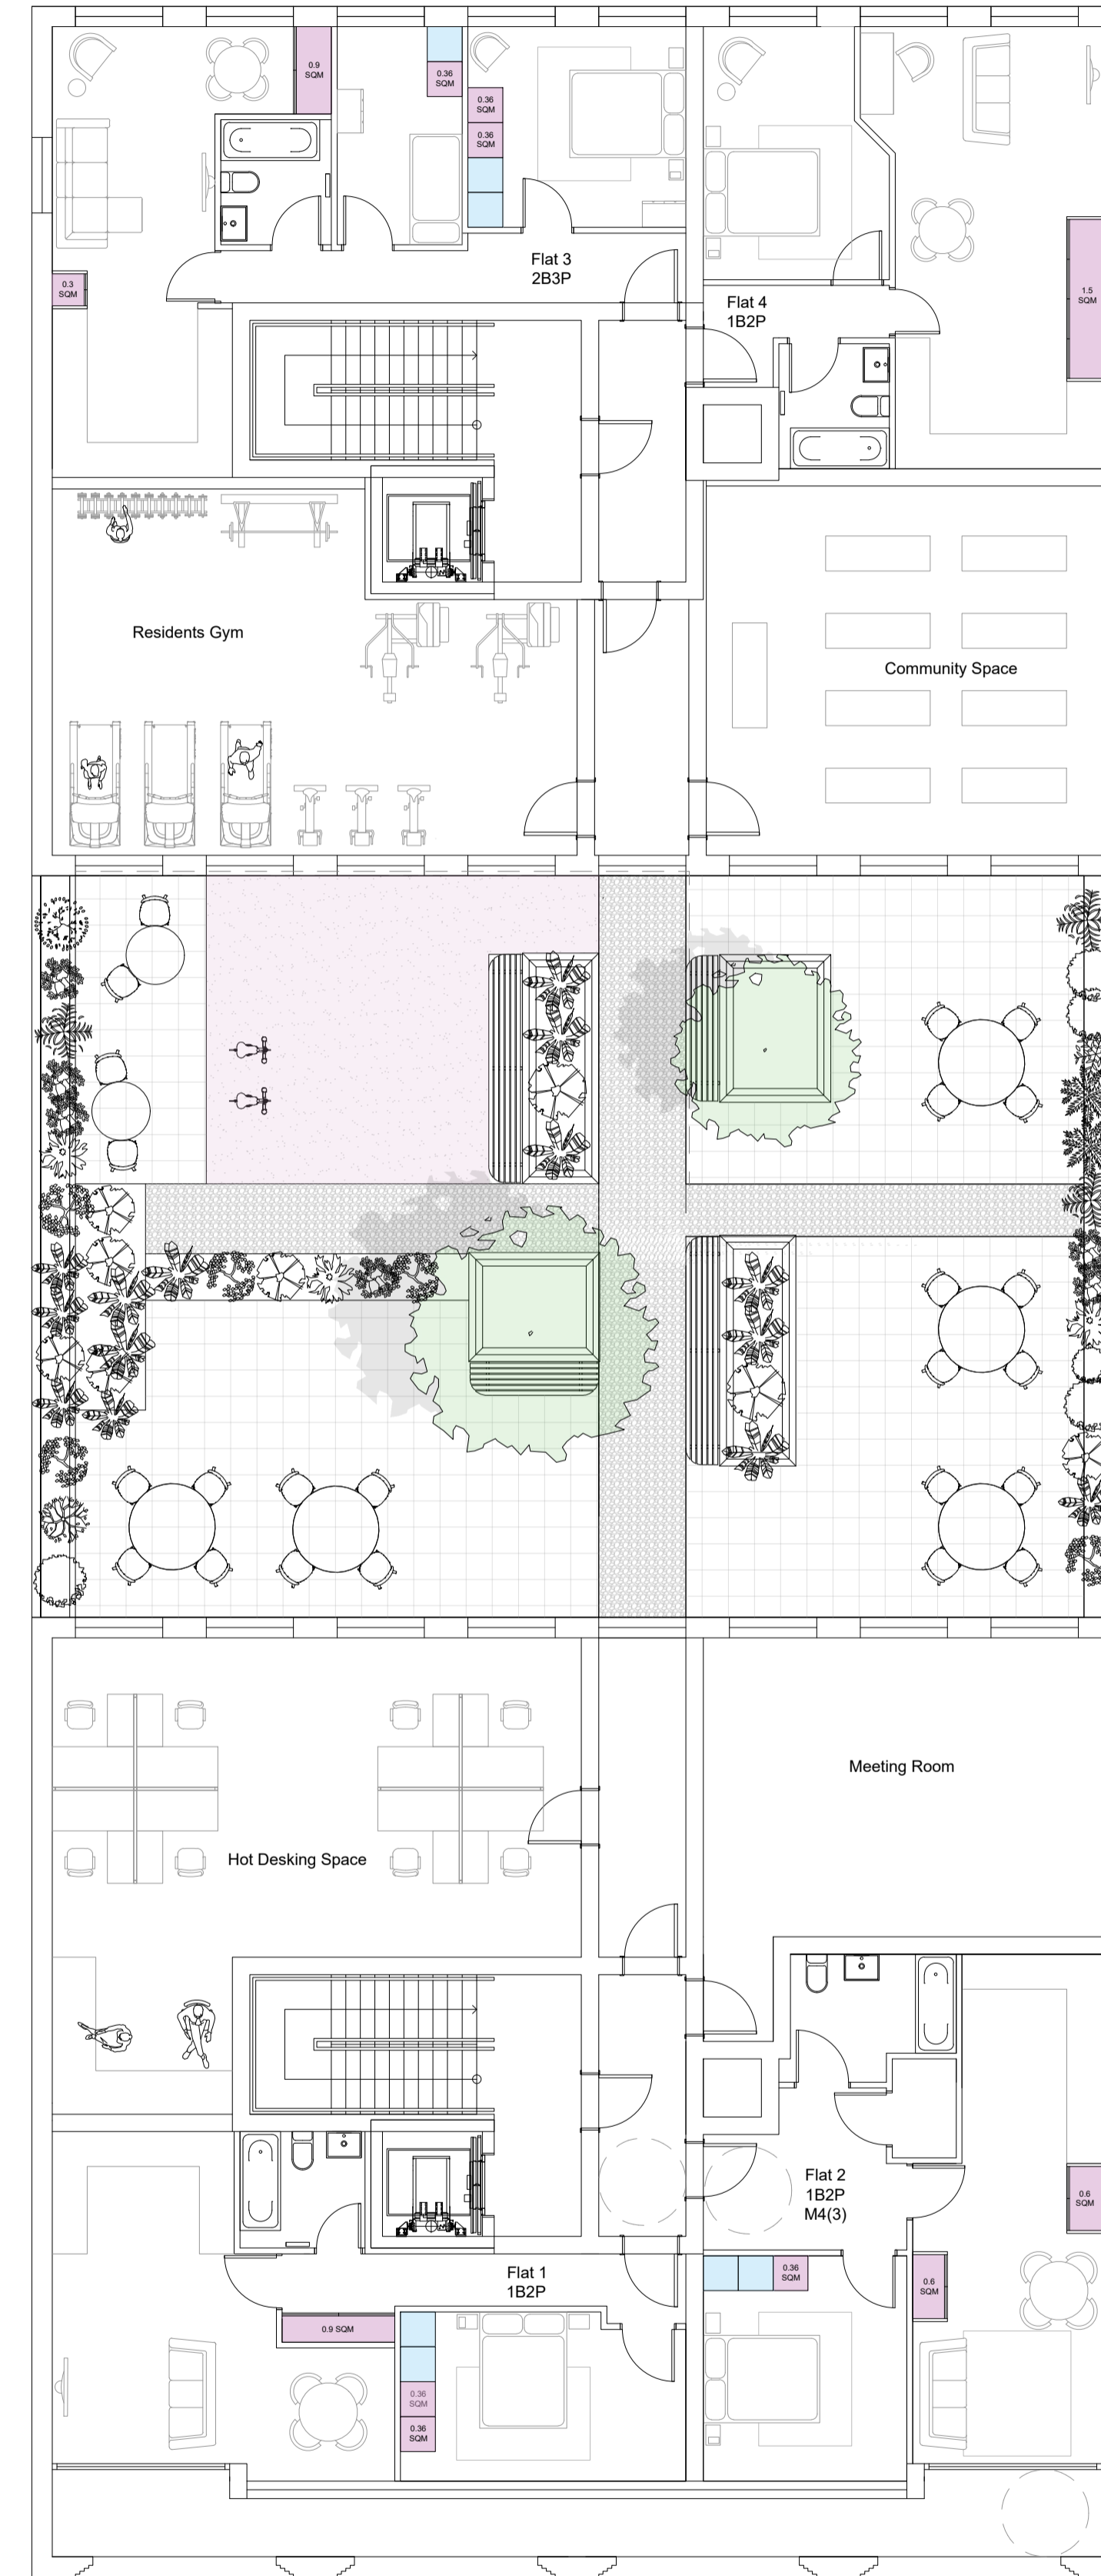 0.9
SQM
0.36
SQM
0.36
SQM
0.36
SQM
Flat 3
2B3P
0.3
SQM
Flat 4
1B2P
1.5
SQM
Residents Gym
Community Space
Meeting Room
Hot Desking Space
Flat 2
1B2P
M4(3)
0.6
SQM
Flat 1
1B2P
0.36
SQM
0.6
SQM
0.9 SQM
0.36
SQM
0.36
SQM